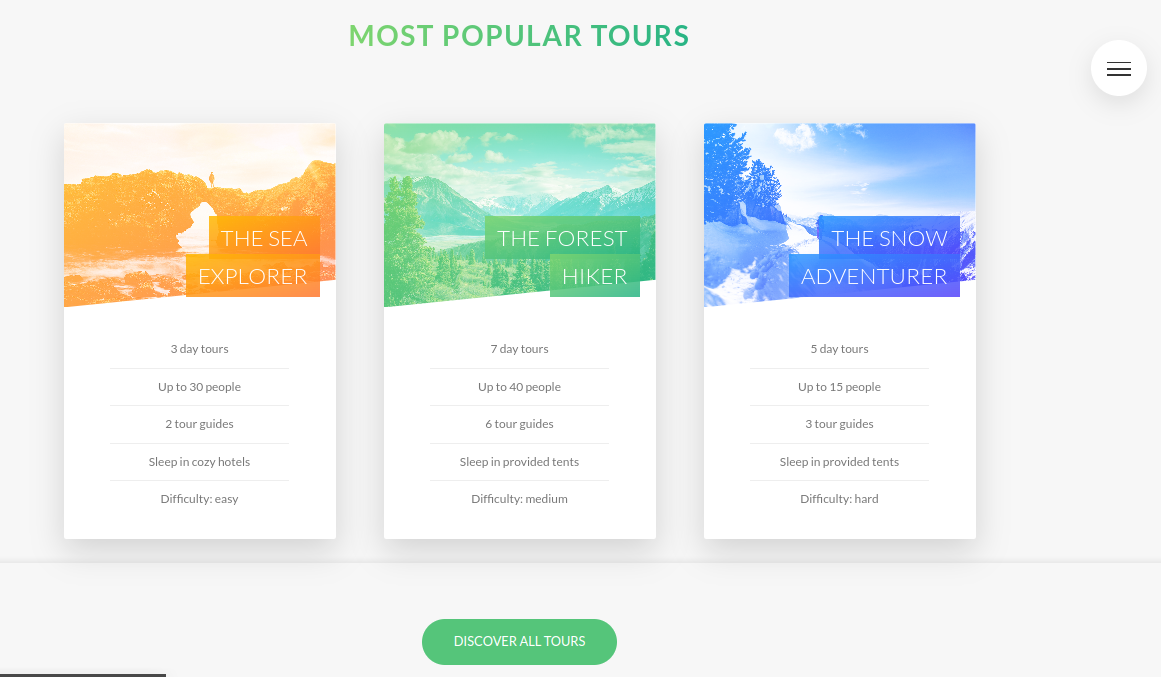 MOST POPULAR TOURS
THE SEA
EXPLORER
3 day tours
Up to 30 people
2 tour guides
Sleep in cozy hotels
Difficulty: easy
THE FOREST
HIKER
7 day tours
Up to 40 people
6 tour guides
Sleep in provided tents
Difficulty: medium
THE SNOW
ADVENTURER
5 day tours
Up to 15 people
3 tour guides
Sleep in provided tents
Difficulty: hard
DISCOVER ALL TOURS